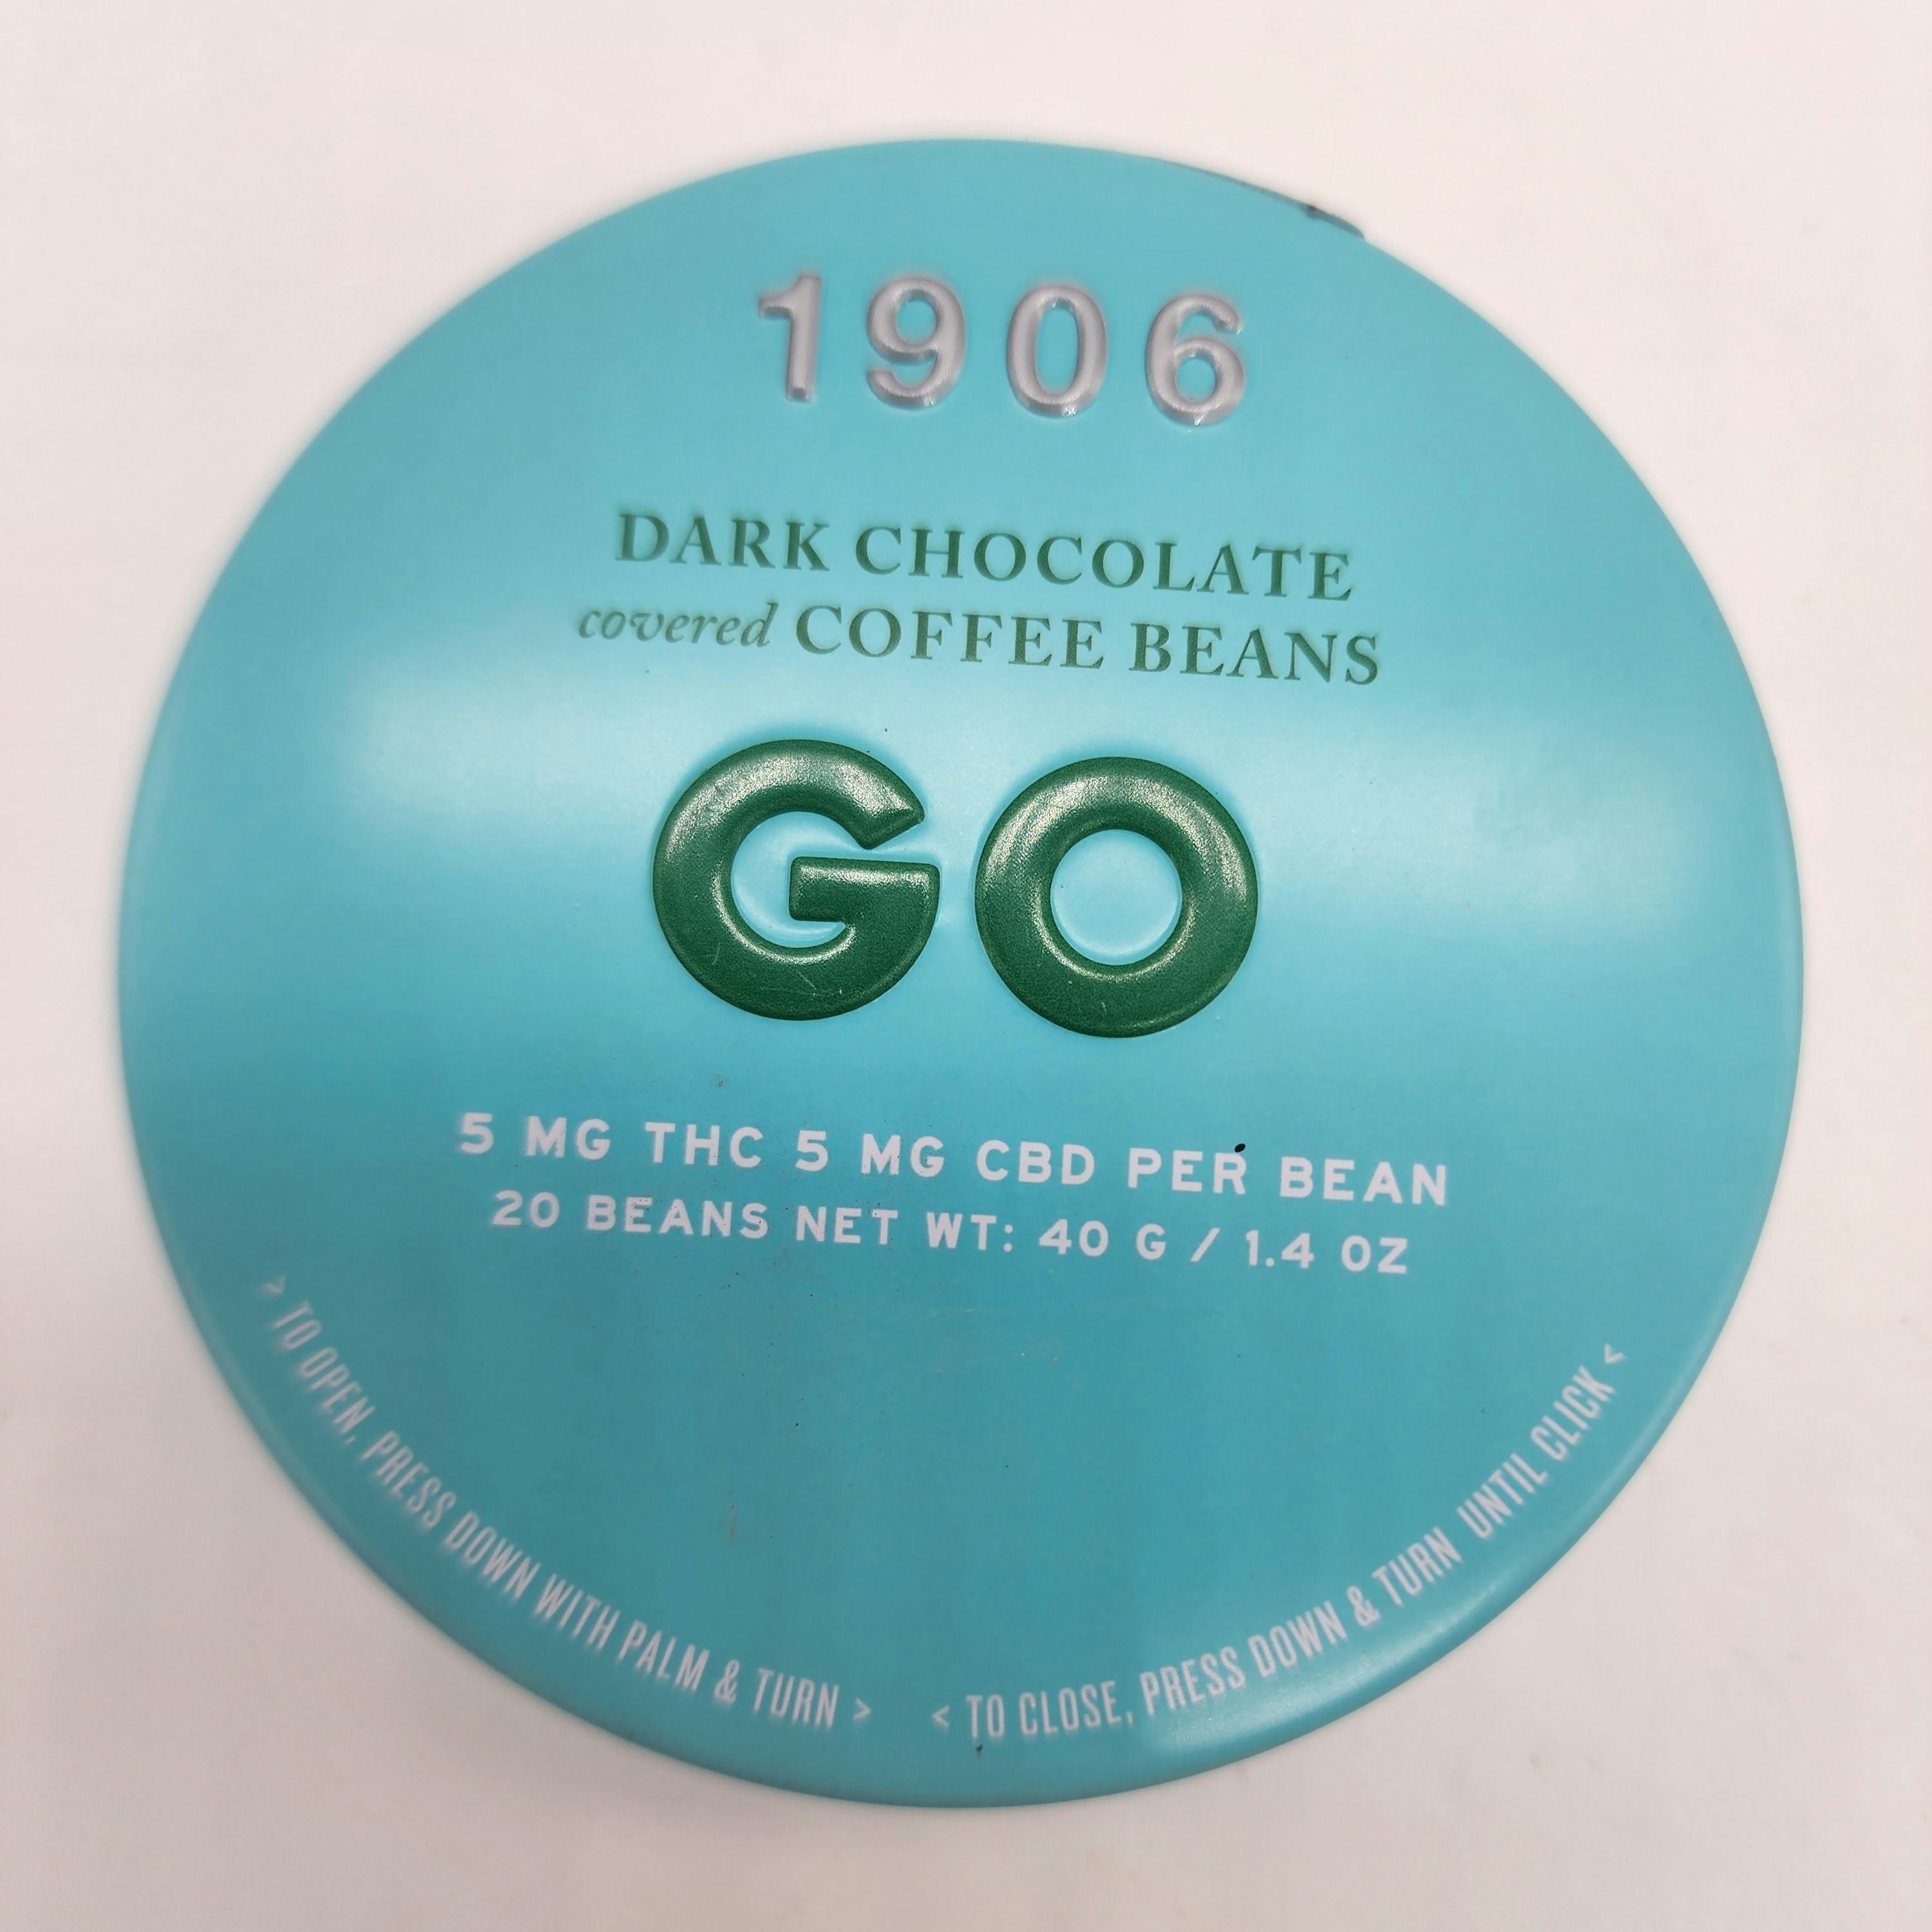 1906
DARK CHOCOLATE
covered COFFEE BEANS
GO
5 MG THC 5 MG CBD PER BEAN
20 BEANS NET WT: 40 G / 1.4 OZ
> TO OPEN, PRESS DOWN WITH PALM & TURN >
< TO CLOSE, PRESS DOWN & TURN UNTIL CLICK <